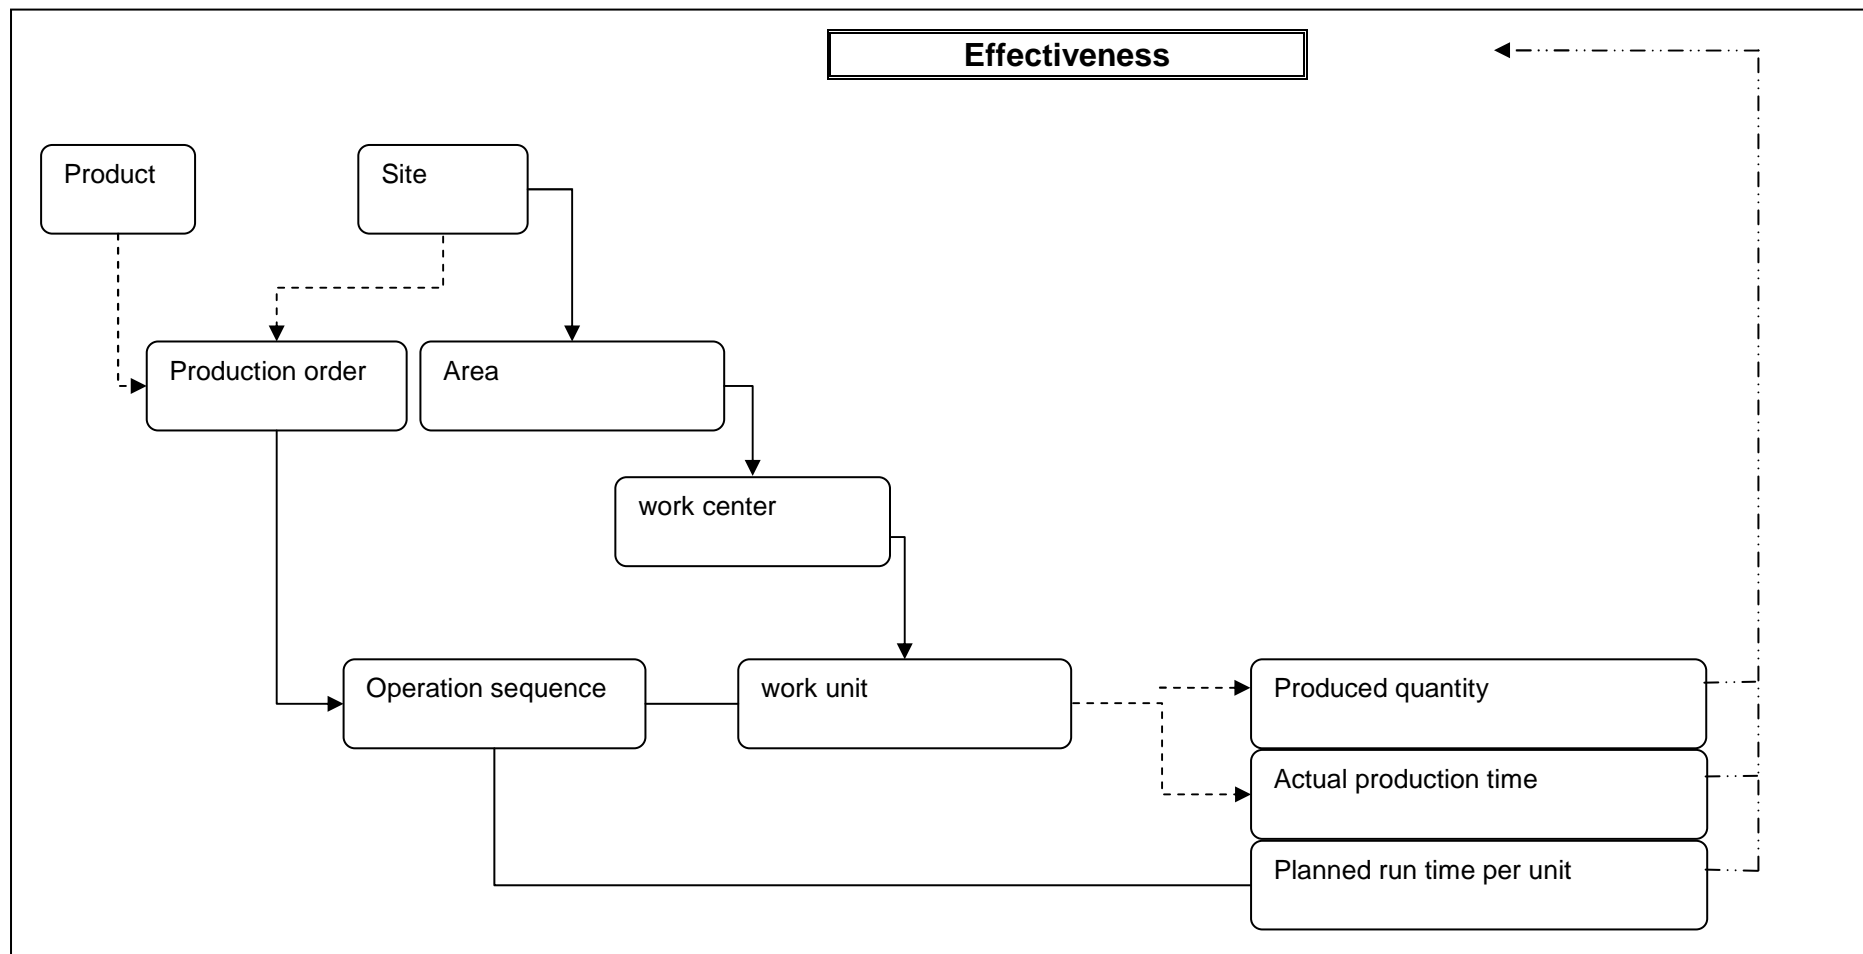 Effectiveness
Product
Site
Production order
Area
work center
Operation sequence
work unit
Produced quantity
Actual production time
Planned run time per unit